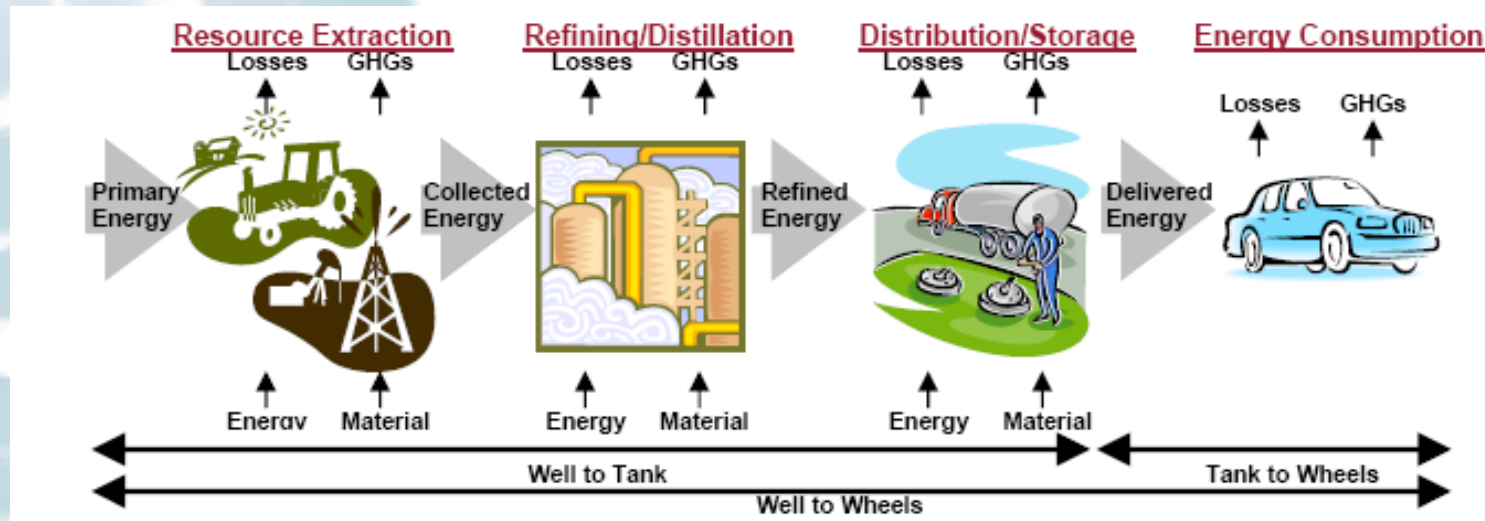 Resource Extraction
Refining/Distillation
Distribution/Storage
Energy Consumption
Losses GHGs
Losses GHGs
Losses GHGs
Losses GHGs
Primary
Energy
Collected
Energy
Refined
Energy
Delivered
Energy
Energy Material
Energy Material
Energy Material
Well to Tank
Tank to Wheels
Well to Wheels